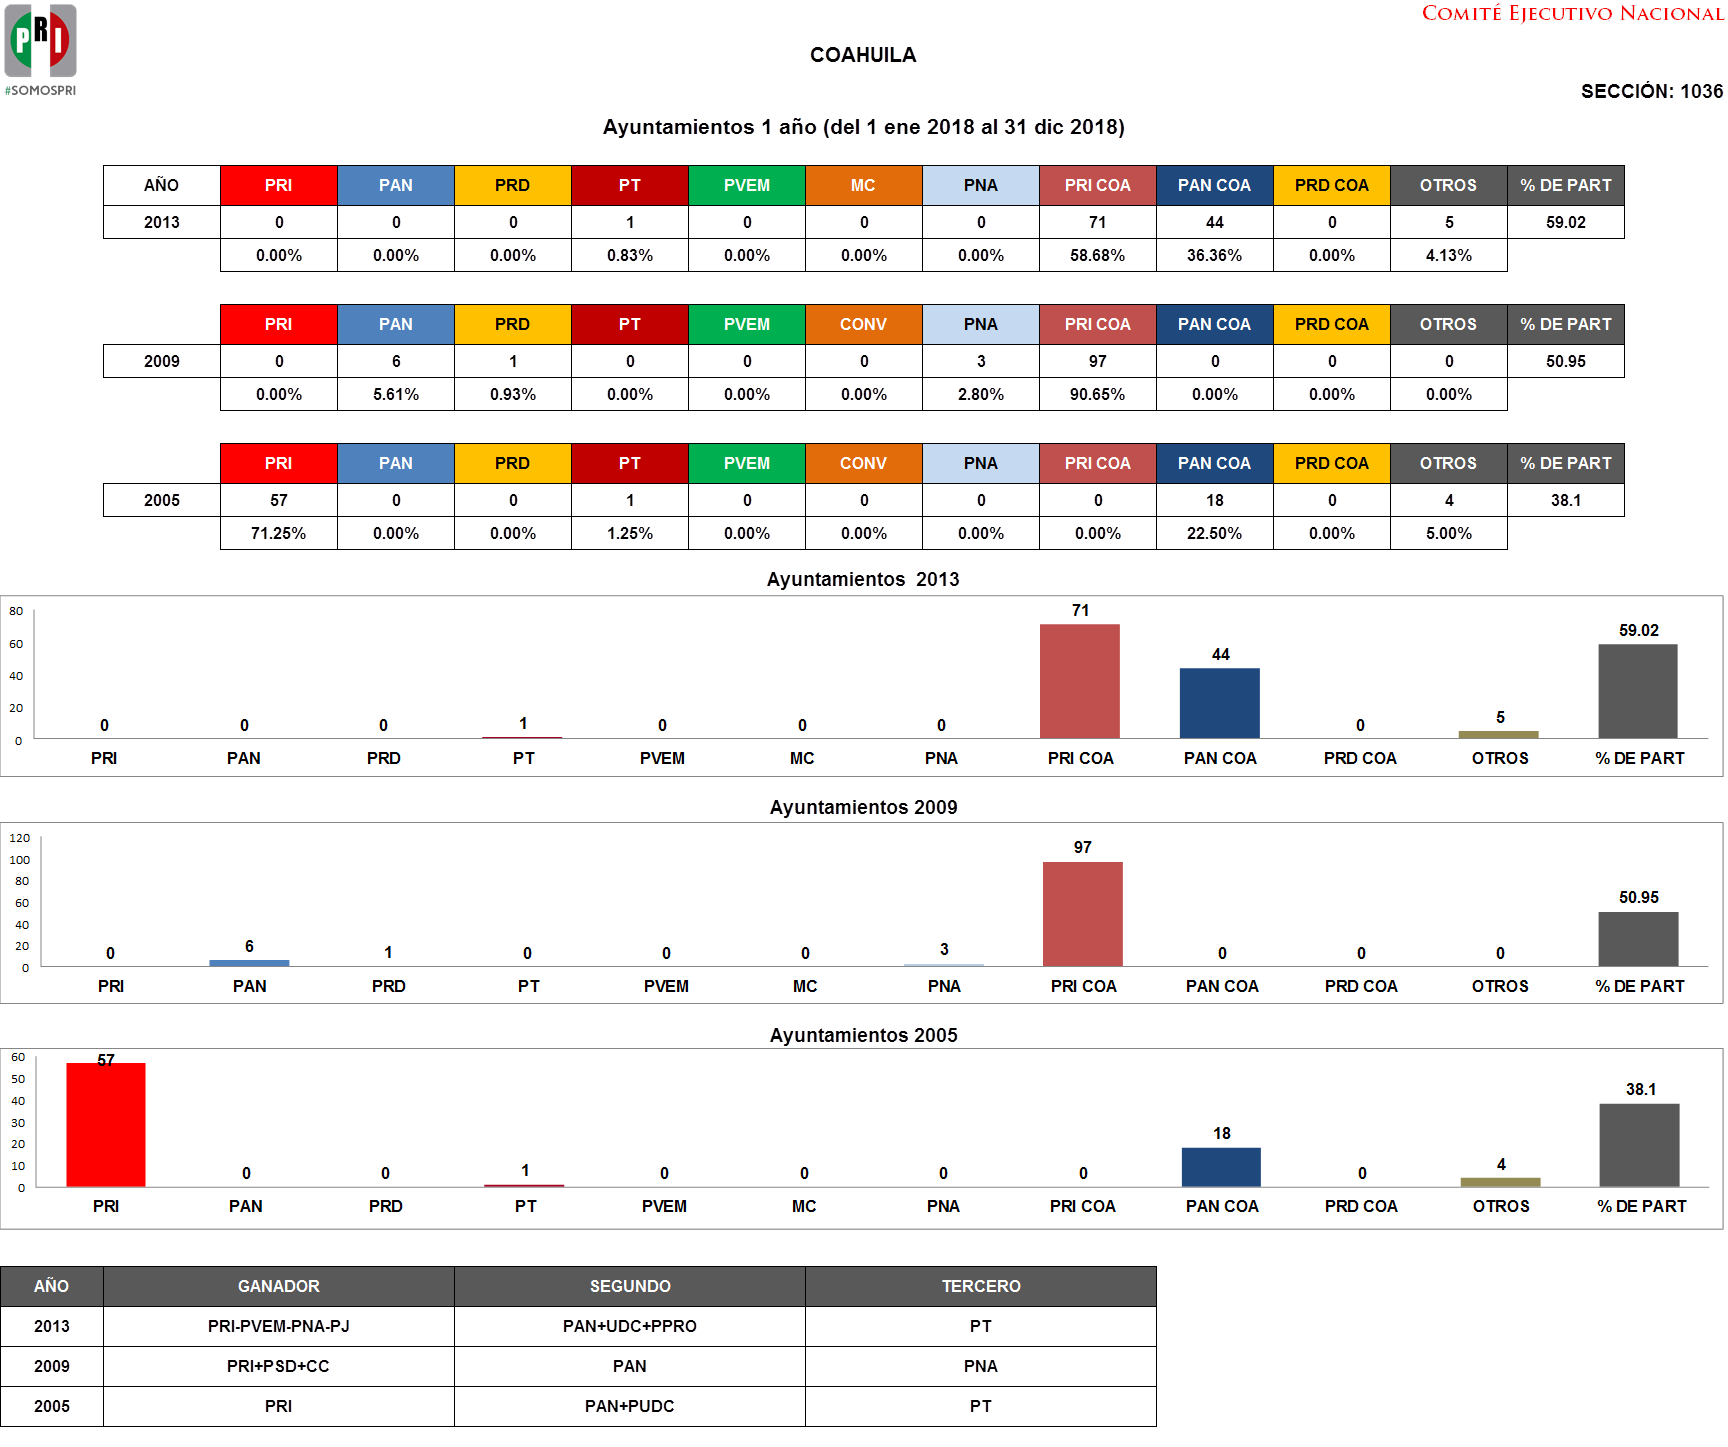 PRI
#SOMOSPRI
COMITÉ EJECUTIVO NACIONAL
COAHUILA
SECCIÓN: 1036
Ayuntamientos 1 año (del 1 ene 2018 al 31 dic 2018)
AÑO PRI PAN PRD PT PVEM MC PNA PRI COA PAN COA PRD COA OTROS % DE PART
2013 0 0 0 1 0 0 0 71 44 0 5 59.02
0.00% 0.00% 0.00% 0.83% 0.00% 0.00% 0.00% 58.68% 36.36% 0.00% 4.13%
PRI PAN PRD PT PVEM CONV PNA PRI COA PAN COA PRD COA OTROS % DE PART
2009 0 6 1 0 0 0 3 97 0 0 0 50.95
0.00% 5.61% 0.93% 0.00% 0.00% 0.00% 2.80% 90.65% 0.00% 0.00% 0.00%
PRI PAN PRD PT PVEM CONV PNA PRI COA PAN COA PRD COA OTROS % DE PART
2005 57 0 0 1 0 0 0 0 18 0 4 38.1
71.25% 0.00% 0.00% 1.25% 0.00% 0.00% 0.00% 0.00% 22.50% 0.00% 5.00%
Ayuntamientos 2013
80
60
40
20
0
0 0 0 1 0 0 0 71 44 0 5 59.02
PRI PAN PRD PT PVEM MC PNA PRI COA PAN COA PRD COA OTROS % DE PART
Ayuntamientos 2009
120
100
80
60
40
20
0
0 6 1 0 0 0 3 97 0 0 0 50.95
PRI PAN PRD PT PVEM MC PNA PRI COA PAN COA PRD COA OTROS % DE PART
Ayuntamientos 2005
60
50
40
30
20
10
0
57 0 0 1 0 0 0 0 18 0 4 38.1
PRI PAN PRD PT PVEM MC PNA PRI COA PAN COA PRD COA OTROS % DE PART
AÑO GANADOR SEGUNDO TERCERO
2013 PRI-PVEM-PNA-PJ PAN+UDC+PPRO PT
2009 PRI+PSD+CC PAN PNA
2005 PRI PAN+PUDC PT